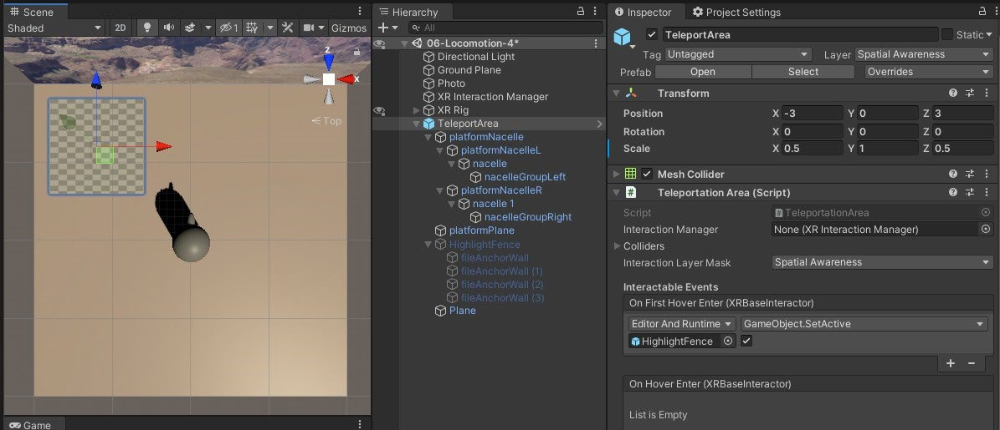 Scene
Shaded
2D
1
Gizmos
z
x
Top
Game
Hierarchy
All
06-Locomotion-4*
Directional Light
Ground Plane
Photo
XR Interaction Manager
XR Rig
TeleportArea
platformNacelle
platformNacelleL
nacelle
nacelleGroupLeft
platformNacelleR
nacelle 1
nacelleGroupRight
platformPlane
HighlightFence
fileAnchorWall
fileAnchorWall (1)
fileAnchorWall (2)
fileAnchorWall (3)
Plane
Inspector Project Settings
TeleportArea Static
Tag Untagged Layer Spatial Awareness
Prefab Open Select Overrides
Transform
Position X -3 Y 0 Z 3
Rotation X 0 Y 0 Z 0
Scale X 0.5 Y 1 Z 0.5
Mesh Collider
# Teleportation Area (Script)
Script # TeleportationArea
Interaction Manager None (XR Interaction Manager)
Colliders
Interaction Layer Mask Spatial Awareness
Interactable Events
On First Hover Enter (XRBaseInteractor)
Editor And Runtime GameObject.SetActive
HighlightFence
+ −
On Hover Enter (XRBaseInteractor)
List is Empty